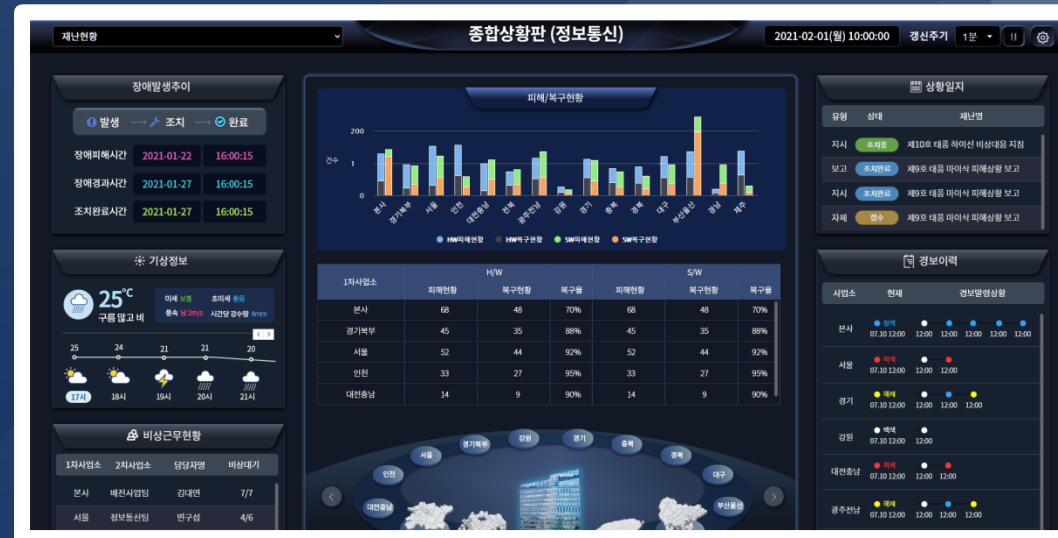 재난현황
종합상황판 (정보통신)
2021-02-01(월) 10:00:00 갱신주기 1분
장애발생추이
발생 조치 완료
장애피해시간 2021-01-22 16:00:15
장애경과시간 2021-01-27 16:00:15
조치완료시간 2021-01-27 16:00:15
기상정보
25℃
구름많고 비
미세 보통 초미세 좋음
풍속 남 2m/s 시간당 강수량 4mm
25 24 21 21 20
17시 18시 19시 20시 21시
비상근무현황
1차사업소 2차사업소 담당자명 비상대기
본사 배전사업팀 김대연 7/7
서울 정보통신팀 변구섭 4/6
피해/복구현황
200
건수 1
0
본사 경기북부 서울 인천 대전충남 전북 광주전남 강원 경기 충북 경북 대구 부산울산 경남 제주
HW피해현황 HW복구현황 SW피해현황 SW복구현황
1차사업소 H/W S/W
피해현황 복구현황 복구율 피해현황 복구현황 복구율
본사 68 48 70% 68 48 70%
경기북부 45 35 88% 45 35 88%
서울 52 44 92% 52 44 92%
인천 33 27 95% 33 27 95%
대전충남 14 9 90% 14 9 90%
대전충남 인천 서울 경기북부 강원 경기 충북 경북 대구 부산울산
상황일지
유형 상태 재난명
지시 조치중 제10호 태풍 하이선 비상대응 지침
보고 조치완료 제9호 태풍 마이삭 피해상황 보고
지시 조치완료 제9호 태풍 마이삭 피해상황 보고
자체 접수 제9호 태풍 마이삭 피해상황 보고
경보이력
사업소 현재 경보발령상황
본사 청색
07.10 12:00 12:00 12:00 12:00 12:00 12:00
서울 적색
07.10 12:00 12:00 12:00
경기 해제
07.10 12:00 12:00 12:00 12:00
강원 백색
07.10 12:00 12:00
대전충남 적색
07.10 12:00 12:00 12:00
광주전남 해제
07.10 12:00 12:00 12:00 12:00